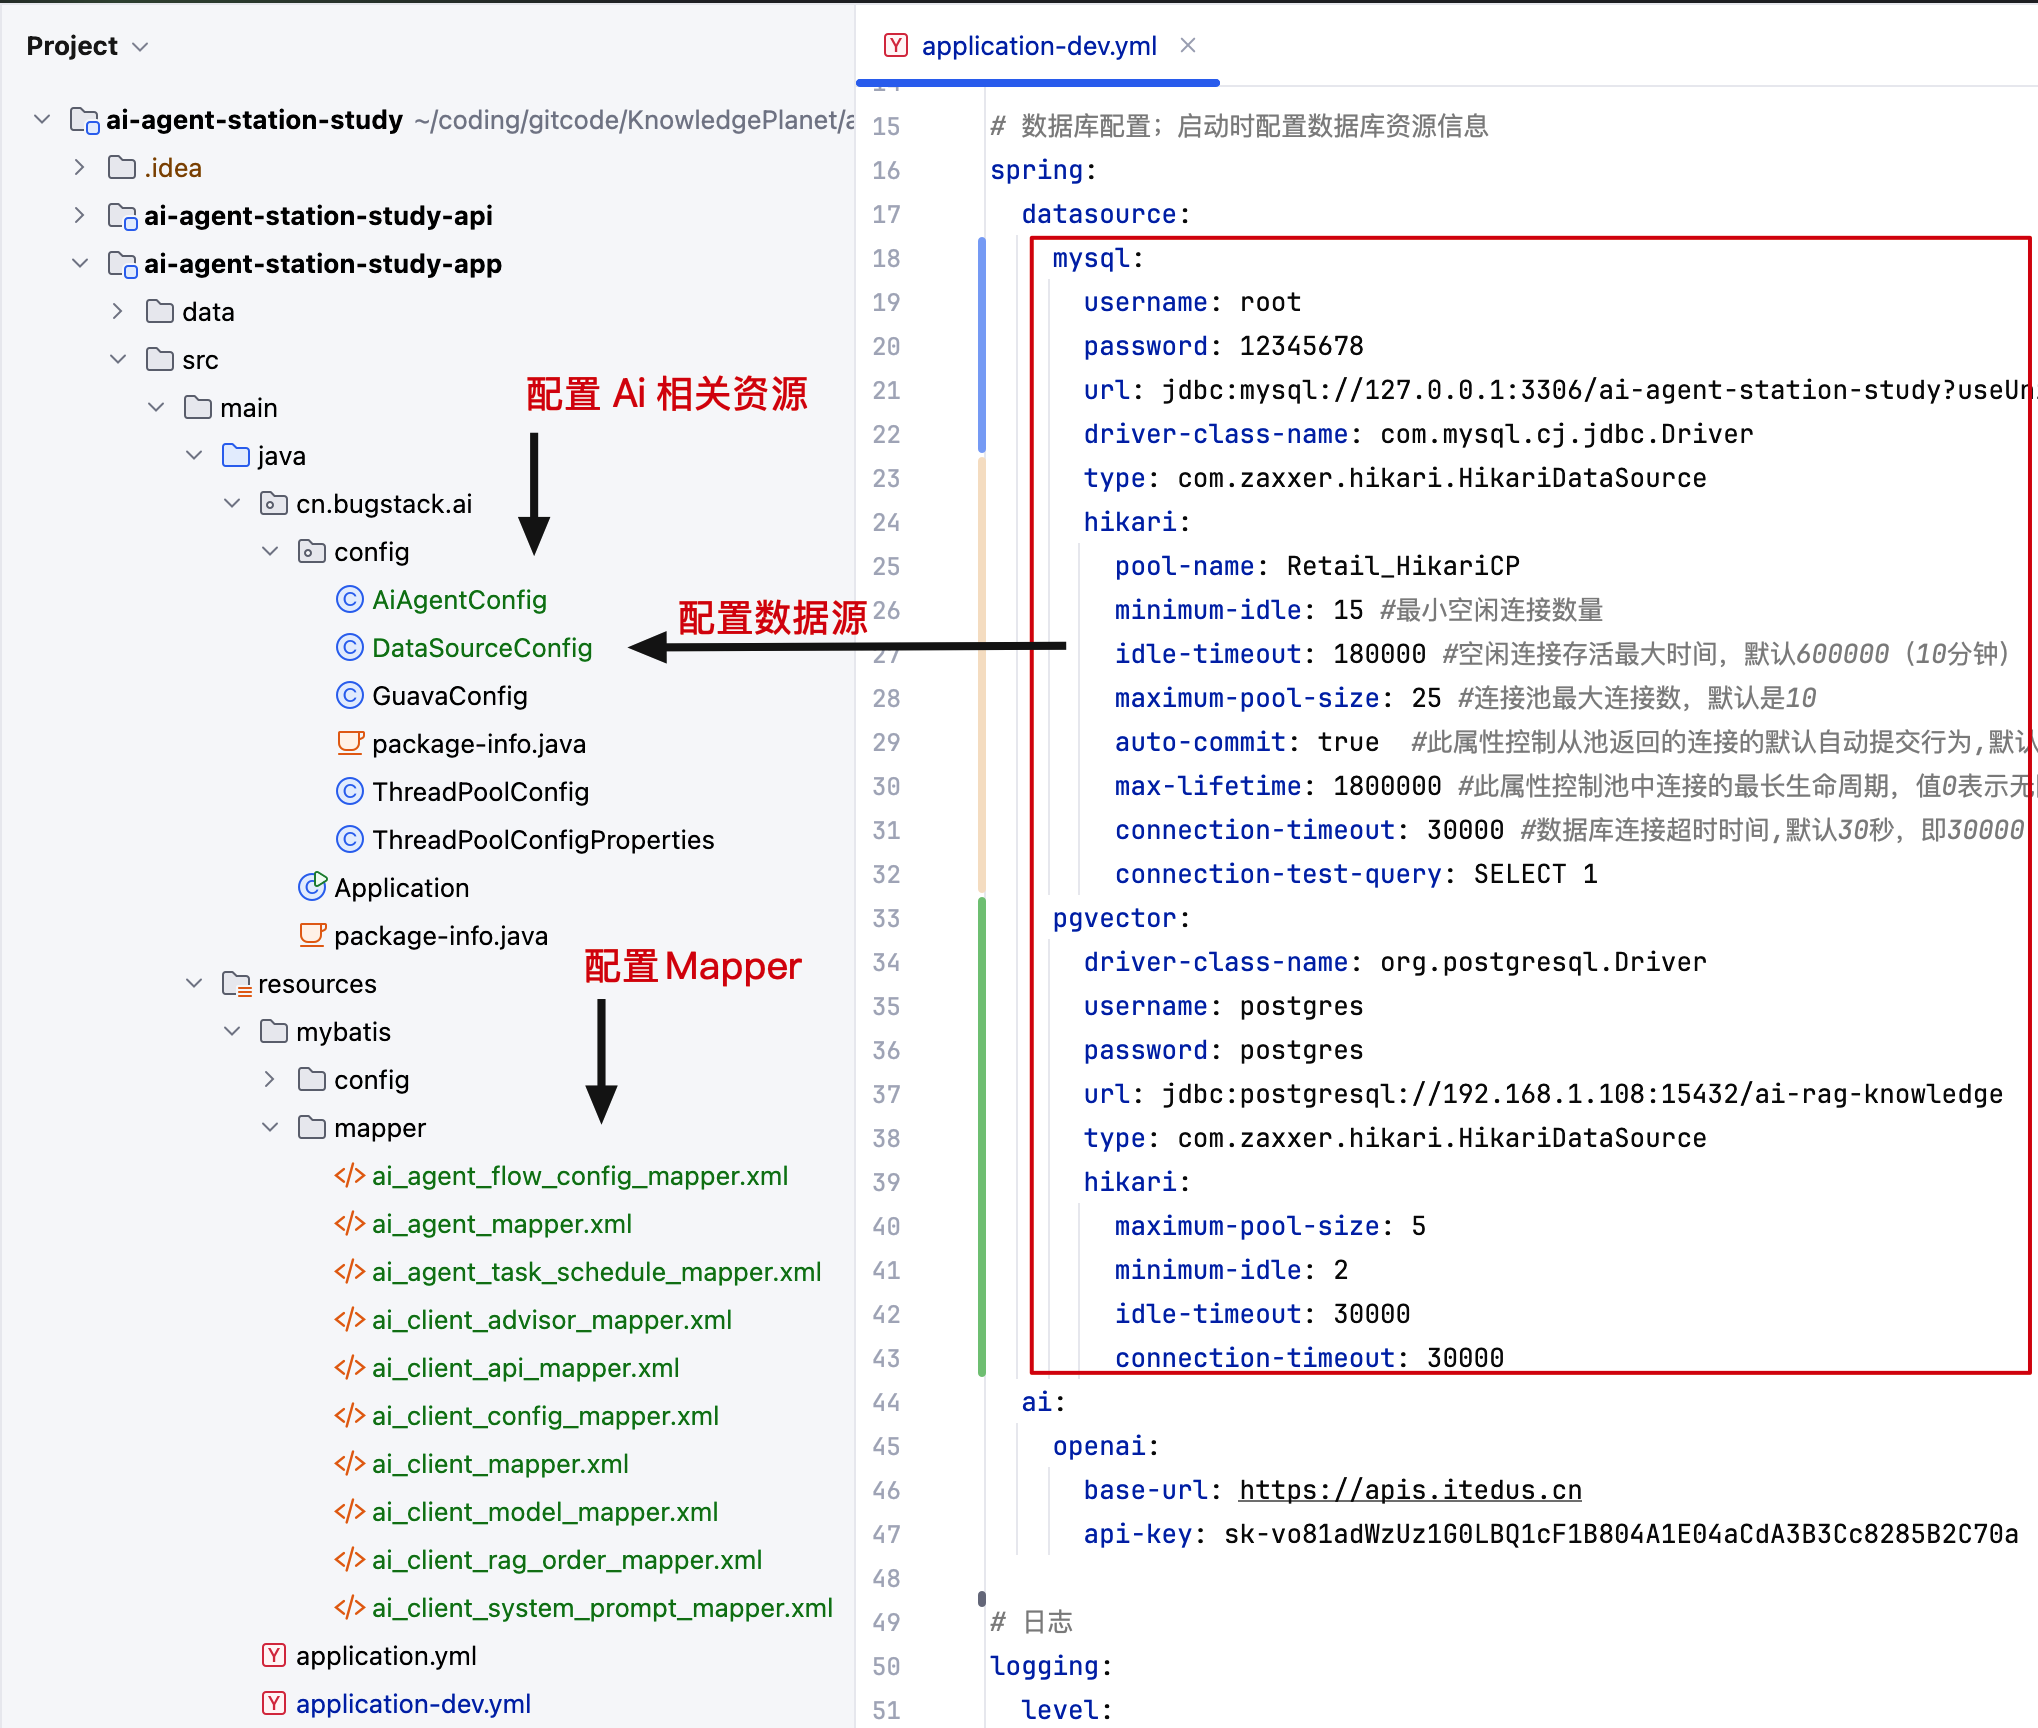 Project
ai-agent-station-study ~/coding/gitcode/KnowledgePlanet/a
.idea
ai-agent-station-study-api
ai-agent-station-study-app
data
src
main
java
cn.bugstack.ai
config
AiAgentConfig
DataSourceConfig
GuavaConfig
package-info.java
ThreadPoolConfig
ThreadPoolConfigProperties
Application
package-info.java
resources
mybatis
config
mapper
ai_agent_flow_config_mapper.xml
ai_agent_mapper.xml
ai_agent_task_schedule_mapper.xml
ai_client_advisor_mapper.xml
ai_client_api_mapper.xml
ai_client_config_mapper.xml
ai_client_mapper.xml
ai_client_model_mapper.xml
ai_client_rag_order_mapper.xml
ai_client_system_prompt_mapper.xml
application.yml
application-dev.yml
配置 Ai 相关资源
配置数据源
配置 Mapper
application-dev.yml
15 # 数据库配置；启动时配置数据库资源信息
16 spring:
17 datasource:
18 mysql:
19 username: root
20 password: 12345678
21 url: jdbc:mysql://127.0.0.1:3306/ai-agent-station-study?useUn
22 driver-class-name: com.mysql.cj.jdbc.Driver
23 type: com.zaxxer.hikari.HikariDataSource
24 hikari:
25 pool-name: Retail_HikariCP
26 minimum-idle: 15 #最小空闲连接数量
27 idle-timeout: 180000 #空闲连接存活最大时间，默认600000（10分钟）
28 maximum-pool-size: 25 #连接池最大连接数，默认是10
29 auto-commit: true #此属性控制从池返回的连接的默认自动提交行为,默认
30 max-lifetime: 1800000 #此属性控制池中连接的最长生命周期，值0表示无
31 connection-timeout: 30000 #数据库连接超时时间,默认30秒，即30000
32 connection-test-query: SELECT 1
33 pgvector:
34 driver-class-name: org.postgresql.Driver
35 username: postgres
36 password: postgres
37 url: jdbc:postgresql://192.168.1.108:15432/ai-rag-knowledge
38 type: com.zaxxer.hikari.HikariDataSource
39 hikari:
40 maximum-pool-size: 5
41 minimum-idle: 2
42 idle-timeout: 30000
43 connection-timeout: 30000
44 ai:
45 openai:
46 base-url: https://apis.itedus.cn
47 api-key: sk-vo81adWzUz1G0LBQ1cF1B804A1E04aCdA3B3Cc8285B2C70a
48
49 # 日志
50 logging:
51 level: